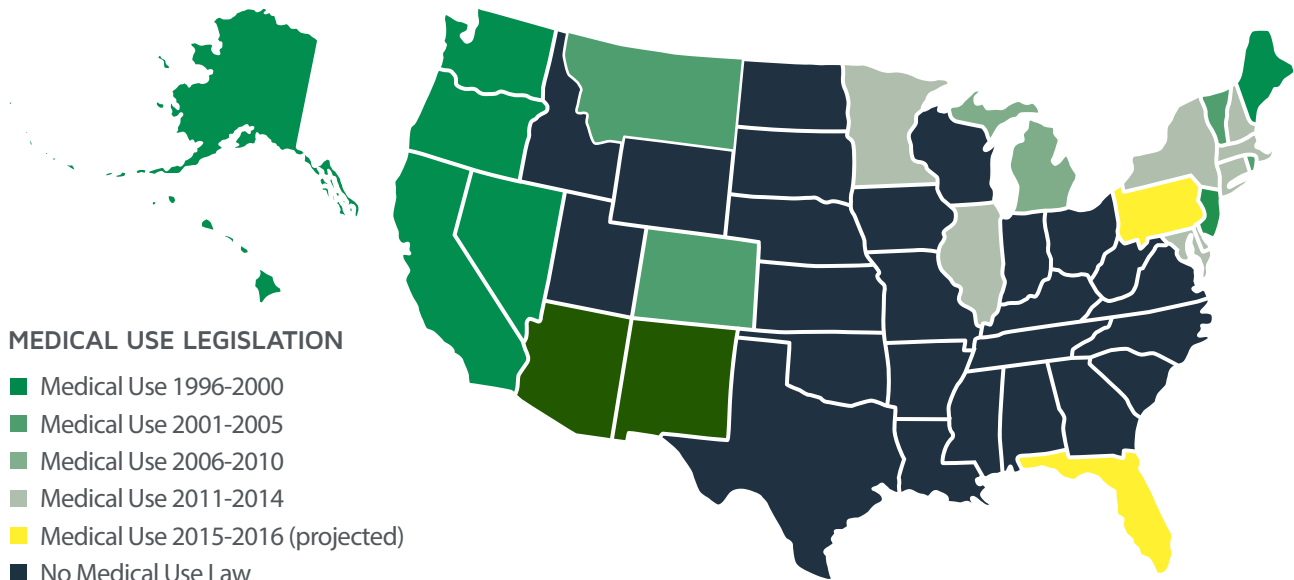 MEDICAL USE LEGISLATION
Medical Use 1996-2000
Medical Use 2001-2005
Medical Use 2006-2010
Medical Use 2011-2014
Medical Use 2015-2016 (projected)
No Medical Use Law